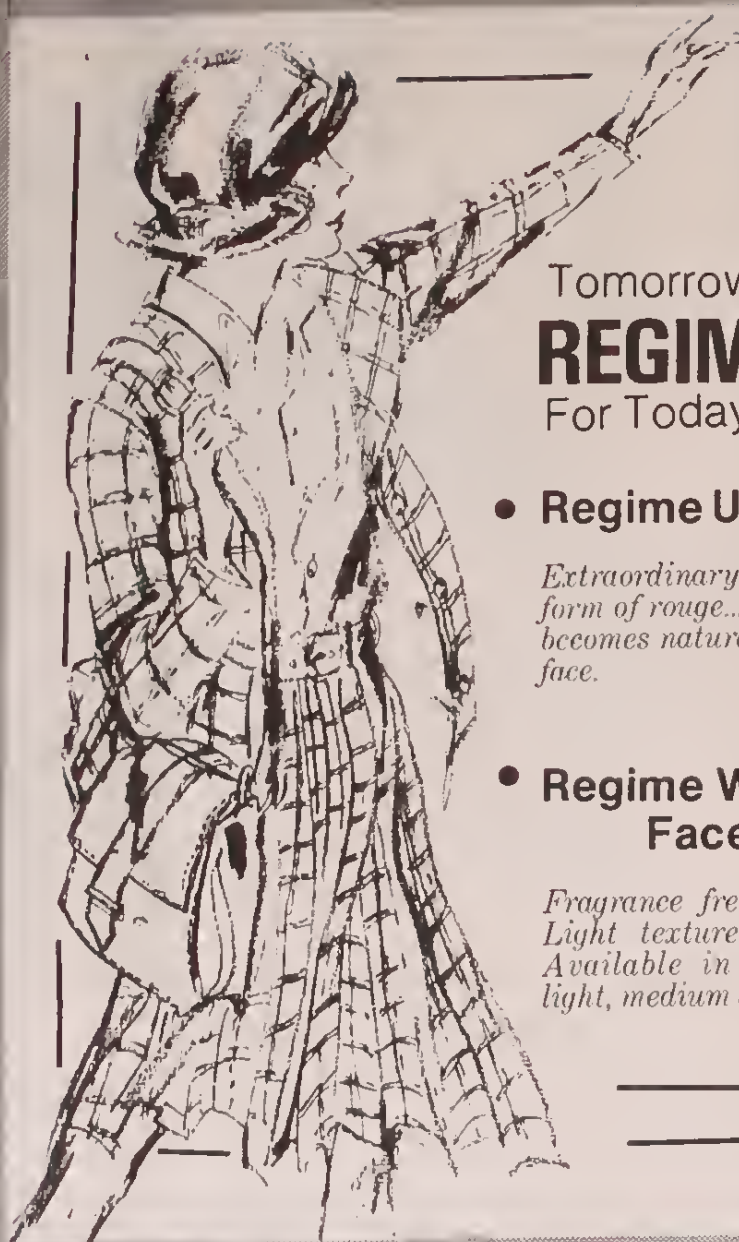 Tomorrow
REGIM
For Today
• Regime U
Extraordinary
form of rouge...
becomes nature
face.
• Regime W
Face
Fragrance fre
Light texture
Available in
light, medium